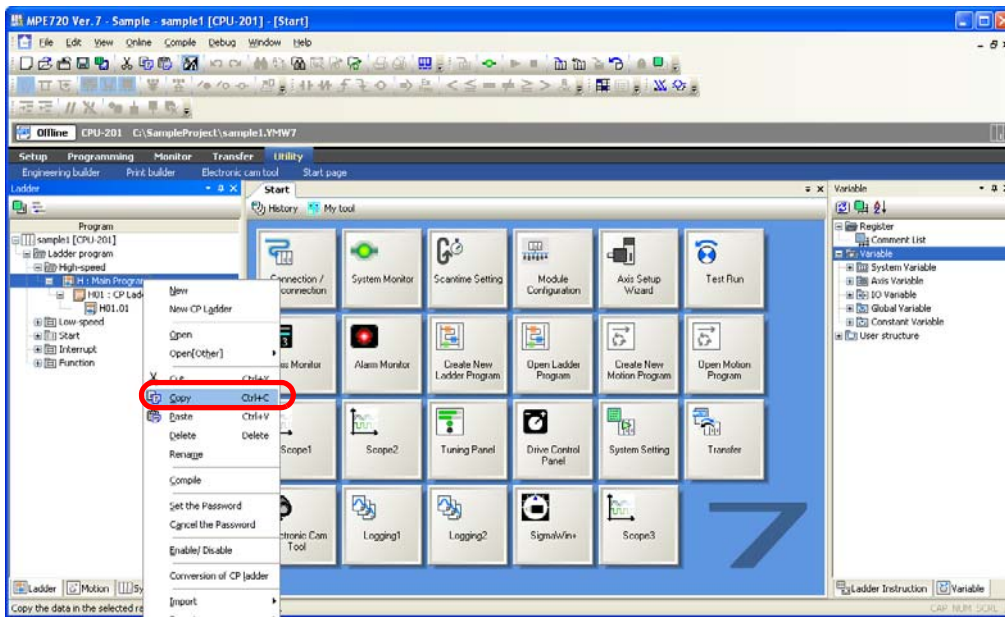 MPE720 Ver. 7 - Sample - sample1 [CPU-201] - [Start]
File Edit View Online Compile Debug Window Help
Offline CPU-201 C:\SampleProject\sample1.YMW7
Setup Programming Monitor Transfer Utility
Engineering builder Print builder Electronic cam tool Start page
Ladder
Program
sample1 [CPU-201]
Ladder program
High-speed
H : Main Program
H01 : CP Lad
H01.01
Low-speed
Start
Interrupt
Function
Ladder Motion Sy
Copy the data in the selected
New
New CP Ladder
Open
Open[Other]
Cut Ctrl+X
Copy Ctrl+C
Paste Ctrl+V
Delete Delete
Rename
Compile
Set the Password
Cancel the Password
Enable/ Disable
Conversion of CP ladder
Import
Start
History My tool
Connection /
connection
System Monitor
Scantime Setting
Module
Configuration
Axis Setup
Wizard
Test Run
Monitor
Alarm Monitor
Create New
Ladder Program
Open Ladder
Program
Create New
Motion Program
Open Motion
Program
Scope1
Scope2
Tuning Panel
Drive Control
Panel
System Setting
Transfer
ctronic Cam
Tool
Logging1
Logging2
SigmaWin+
Scope3
7
Variable
Register
Comment List
Variable
System Variable
Axis Variable
IO Variable
Global Variable
Constant Variable
User structure
Ladder Instruction Variable
CAP NUM SCRL